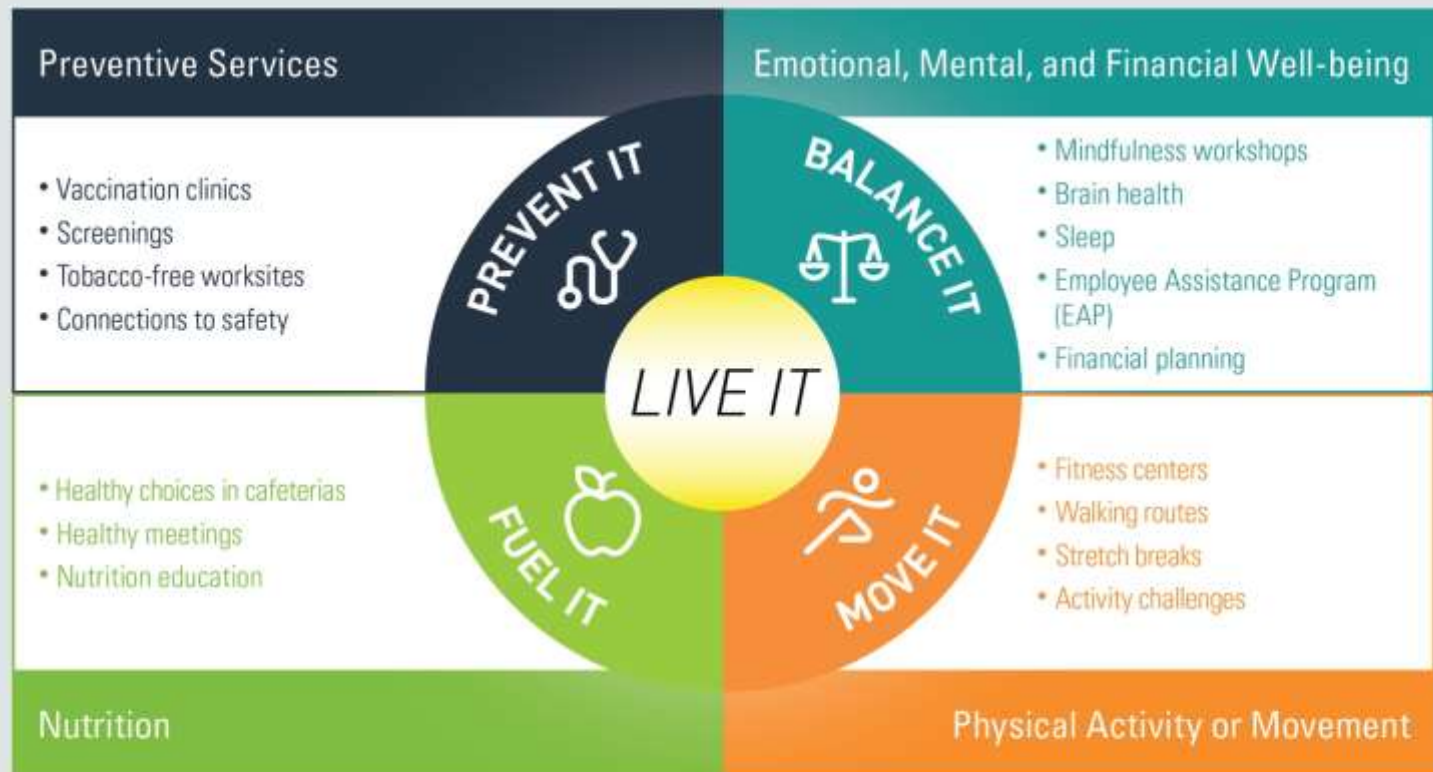 Preventive Services
• Vaccination clinics
• Screenings
• Tobacco-free worksites
• Connections to safety
PREVENT IT
Emotional, Mental, and Financial Well-being
BALANCE IT
• Mindfulness workshops
• Brain health
• Sleep
• Employee Assistance Program
(EAP)
• Financial planning
LIVE IT
• Healthy choices in cafeterias
• Healthy meetings
• Nutrition education
FUEL IT
Nutrition
MOVE IT
• Fitness centers
• Walking routes
• Stretch breaks
• Activity challenges
Physical Activity or Movement